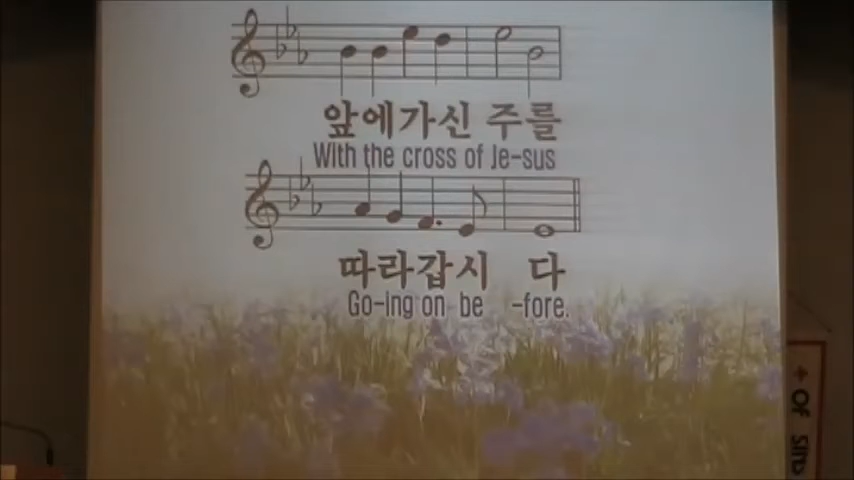 앞에가신 주를
With the cross of Je-sus
따라갑시 다
Go-ing on be -fore.
OF